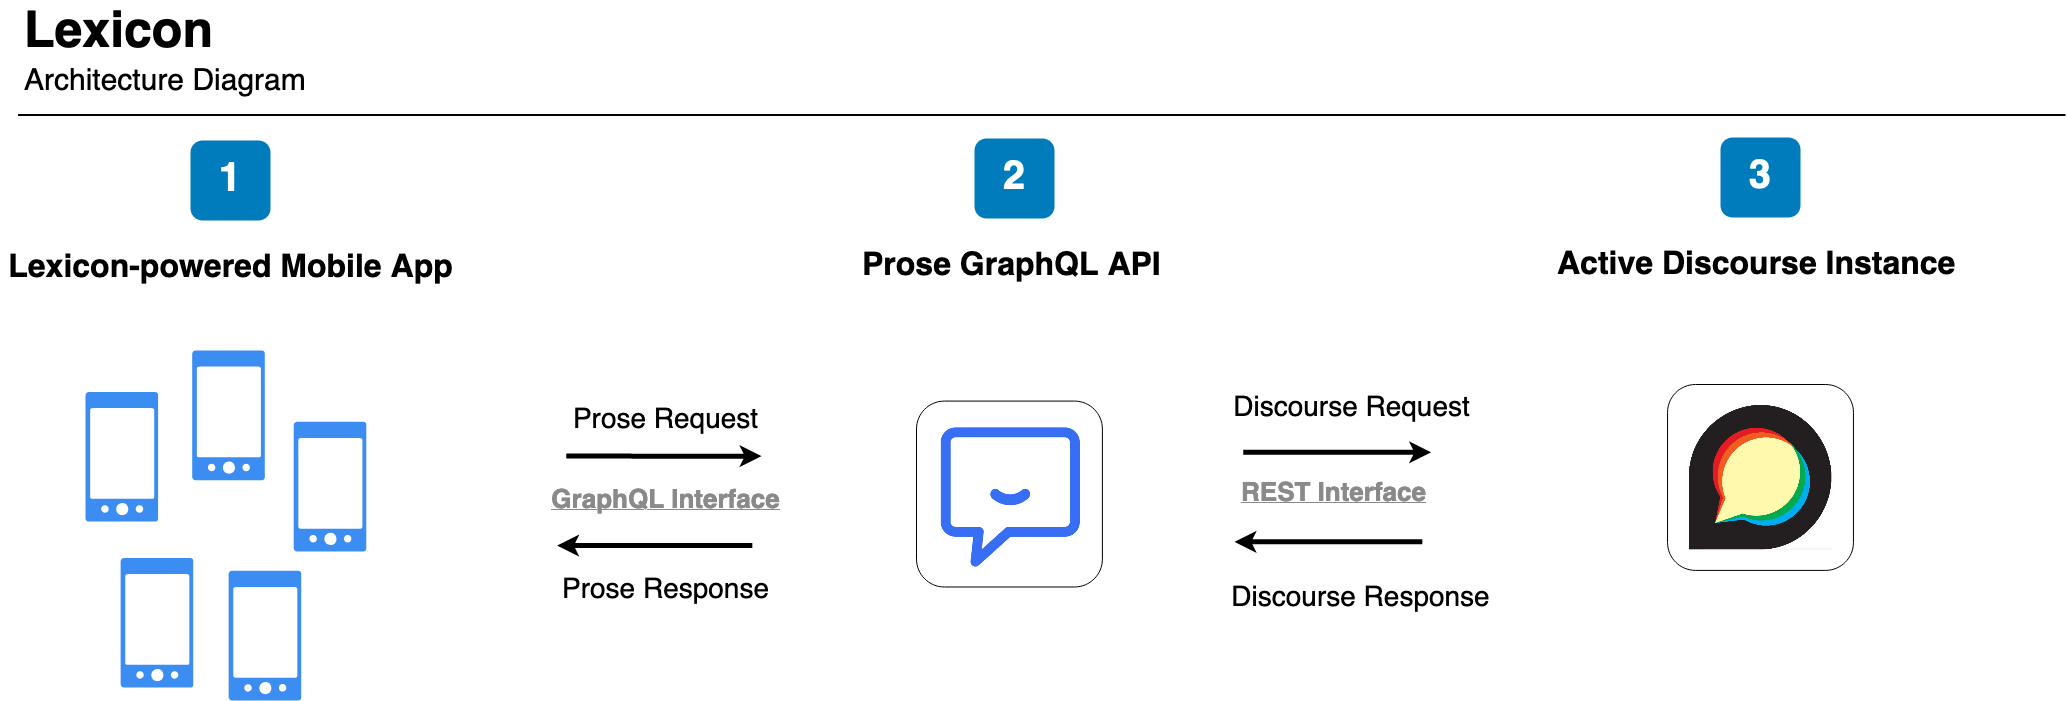 Lexicon
Architecture Diagram
1
2
3
Lexicon-powered Mobile App
Prose GraphQL API
Active Discourse Instance
Prose Request
GraphQL Interface
Prose Response
Discourse Request
REST Interface
Discourse Response